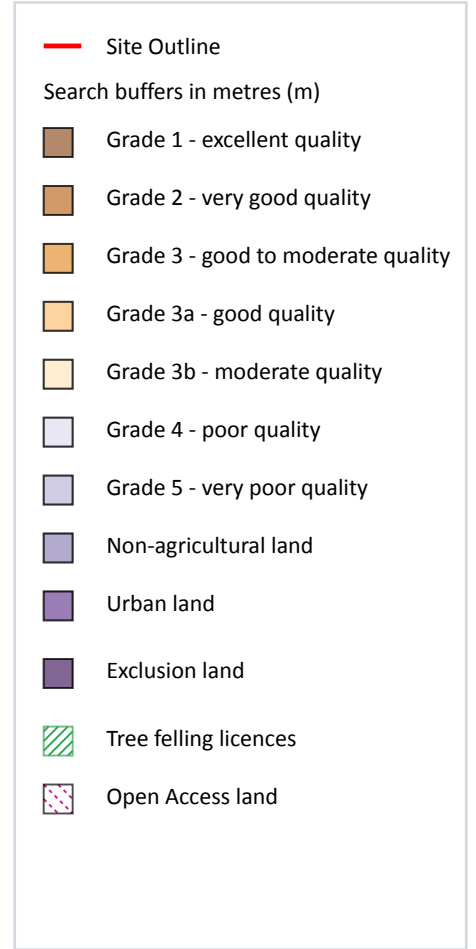 Site Outline
Search buffers in metres (m)
Grade 1 - excellent quality
Grade 2 - very good quality
Grade 3 - good to moderate quality
Grade 3a - good quality
Grade 3b - moderate quality
Grade 4 - poor quality
Grade 5 - very poor quality
Non-agricultural land
Urban land
Exclusion land
Tree felling licences
Open Access land